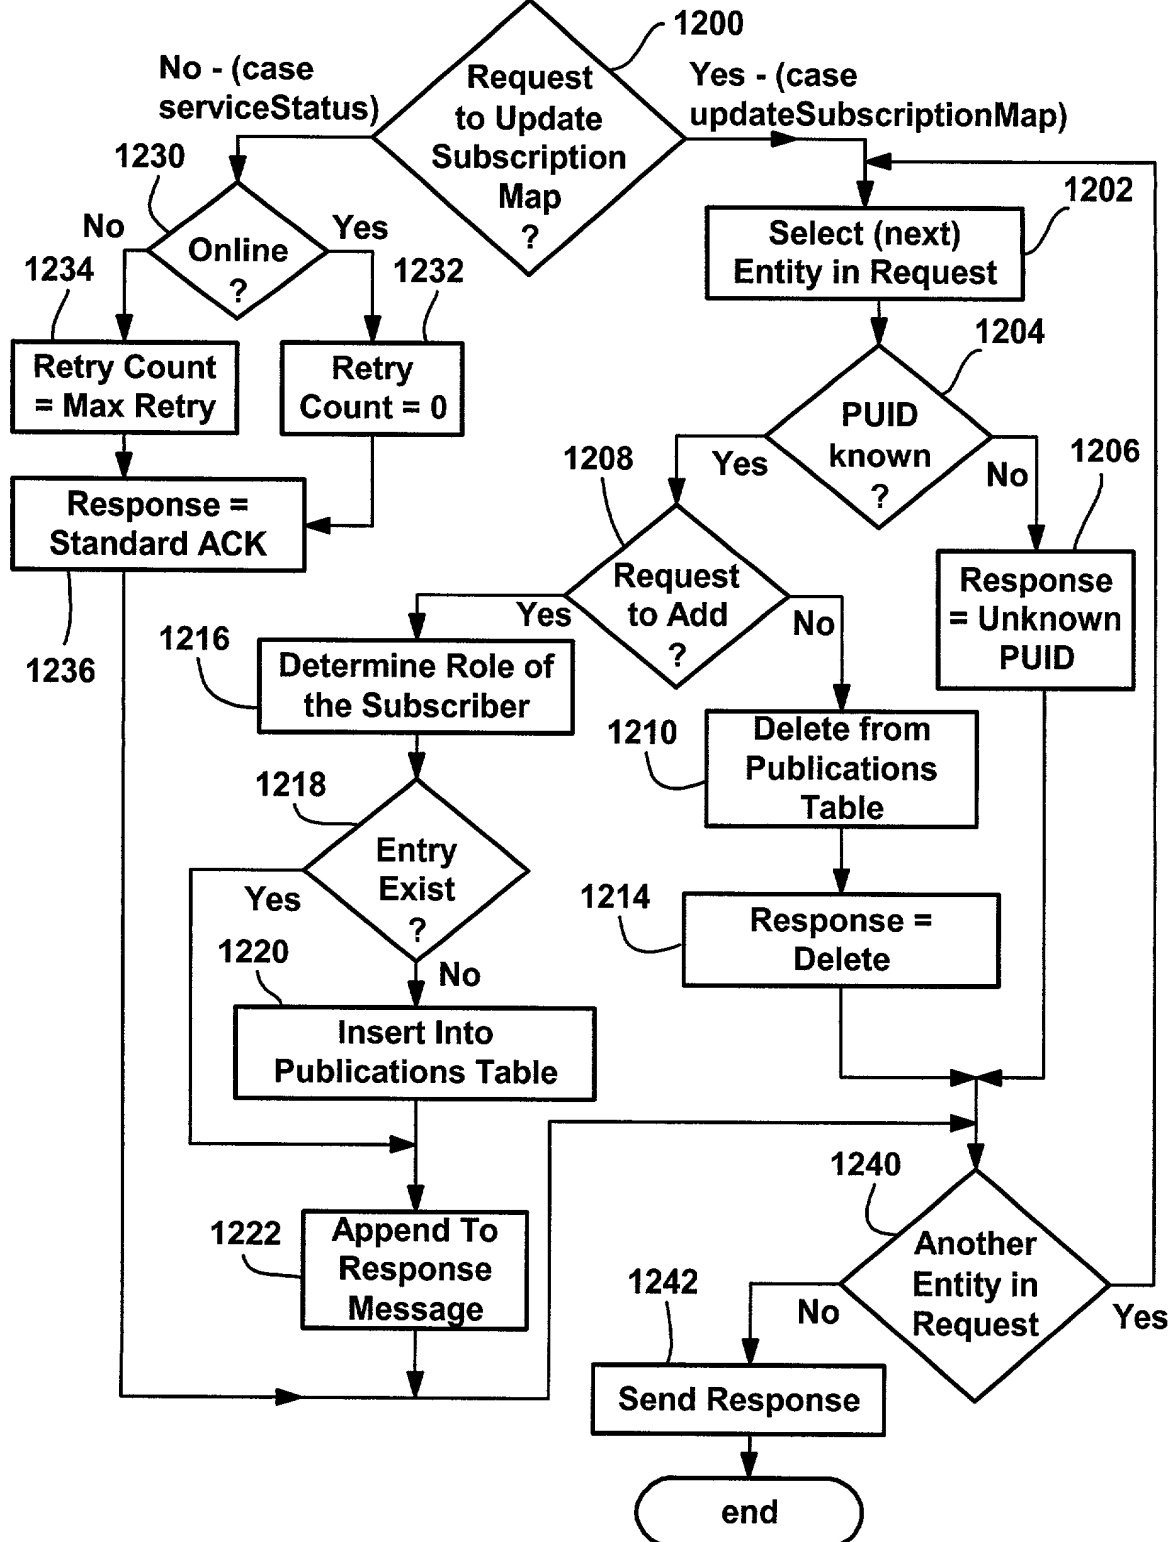 1200
Request
to Update
Subscription
Map
?
No - (case
serviceStatus)
Yes - (case
updateSubscriptionMap)
1230
Online
?
No
Yes
1234
Retry Count
= Max Retry
1232
Retry
Count = 0
Response =
Standard ACK
1236
1202
Select (next)
Entity in Request
1204
PUID
known
?
Yes
No
1206
Response
= Unknown
PUID
1208
Request
to Add
?
Yes
No
1216
Determine Role of
the Subscriber
1210
Delete from
Publications
Table
1218
Entry
Exist
?
Yes
No
1214
Response =
Delete
1220
Insert Into
Publications Table
1222
Append To
Response
Message
1240
Another
Entity in
Request
No
Yes
1242
Send Response
end